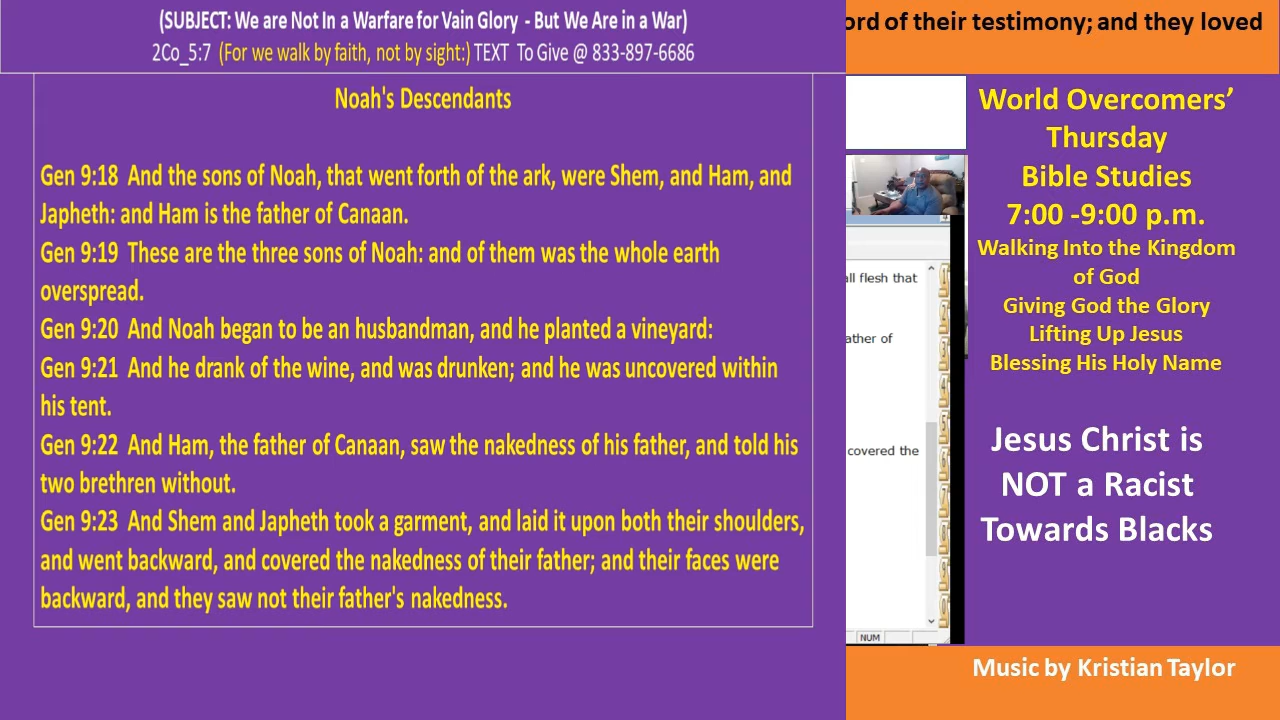 (SUBJECT: We are Not In a Warfare for Vain Glory - But We Are in a War)
2Co_5:7 (For we walk by faith, not by sight:) TEXT To Give @ 833-897-6686
Noah's Descendants
Gen 9:18 And the sons of Noah, that went forth of the ark, were Shem, and Ham, and
Japheth: and Ham is the father of Canaan.
Gen 9:19 These are the three sons of Noah: and of them was the whole earth
overspread.
Gen 9:20 And Noah began to be an husbandman, and he planted a vineyard:
Gen 9:21 And he drank of the wine, and was drunken; and he was uncovered within
his tent.
Gen 9:22 And Ham, the father of Canaan, saw the nakedness of his father, and told his
two brethren without.
Gen 9:23 And Shem and Japheth took a garment, and laid it upon both their shoulders,
and went backward, and covered the nakedness of their father; and their faces were
backward, and they saw not their father's nakedness.
ord of their testimony; and they loved
all flesh that
ather of
covered the
NUM
World Overcomers'
Thursday
Bible Studies
7:00 -9:00 p.m.
Walking Into the Kingdom
of God
Giving God the Glory
Lifting Up Jesus
Blessing His Holy Name
Jesus Christ is
NOT a Racist
Towards Blacks
Music by Kristian Taylor